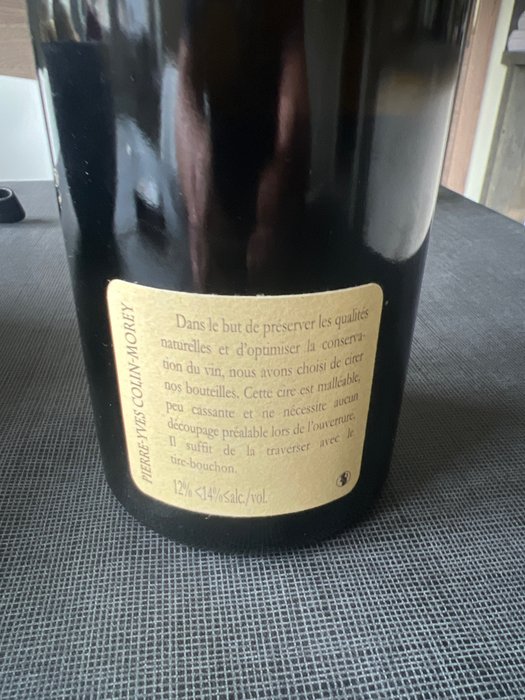 PIERRE-YVES COLIN-MOREY
Dans le but de préserver les qualités
naturelles et d'optimiser la conserva-
tion du vin, nous avons choisi de cirer
nos bouteilles. Cette cire est malléable,
peu cassante et ne nécessite aucun
découpage préalable lors de l'ouverture.
Il suffit de la traverser avec le
tire-bouchon.
12% <14%≤alc./vol.